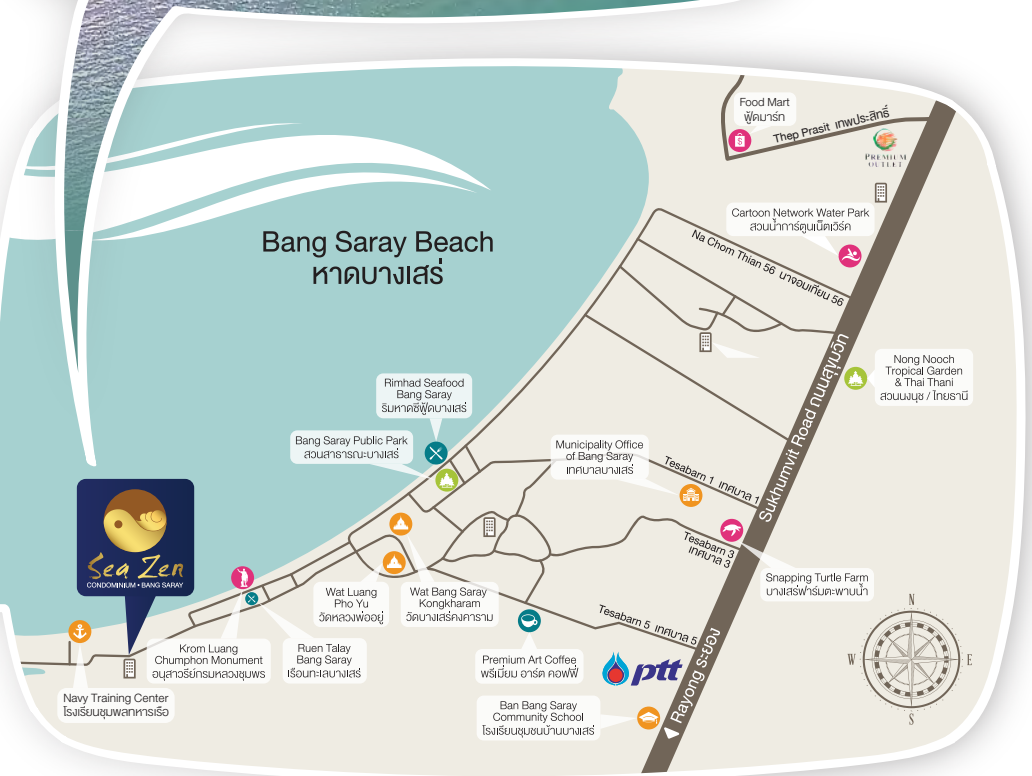 Food Mart
ฟู้ดมาร์ท
Thep Prasit เทพประสิทธิ์
PREMIUM
OUTLET
Cartoon Network Water Park
สวนน้ำการ์ตูนเน็ตเวิร์ค
Bang Saray Beach
หาดบางเสร่
Na Chom Thian 56 นาจอมเทียน 56
Sukhumvit Road ถนนสุขุมวิท
Nong Nooch
Tropical Garden
& Thai Thani
สวนนงนุช / ไทยธานี
Rimhad Seafood
Bang Saray
ริมหาดซีฟู้ดบางเสร่
Bang Saray Public Park
สวนสาธารณะบางเสร่
Municipality Office
of Bang Saray
เทศบาลบางเสร่
Tesabarn 1 เทศบาล 1
Tesabarn 3
เทศบาล 3
Snapping Turtle Farm
บางเสร่ฟาร์มตะพาบน้ำ
Sea Zen
CONDOMINIUM • BANG SARAY
Wat Luang
Pho Yu
วัดหลวงพ่ออยู่
Wat Bang Saray
Kongkharam
วัดบางเสร่คงคาราม
Tesabarn 5 เทศบาล 5
Krom Luang
Chumphon Monument
อนุสาวรีย์กรมหลวงชุมพร
Ruen Talay
Bang Saray
เรือนทะเลบางเสร่
Premium Art Coffee
พรีเมี่ยม อาร์ต คอฟฟี่
ptt
Navy Training Center
โรงเรียนชุมพลทหารเรือ
Ban Bang Saray
Community School
โรงเรียนชุมชนบ้านบางเสร่
Rayong ระยอง
N
W
E
S